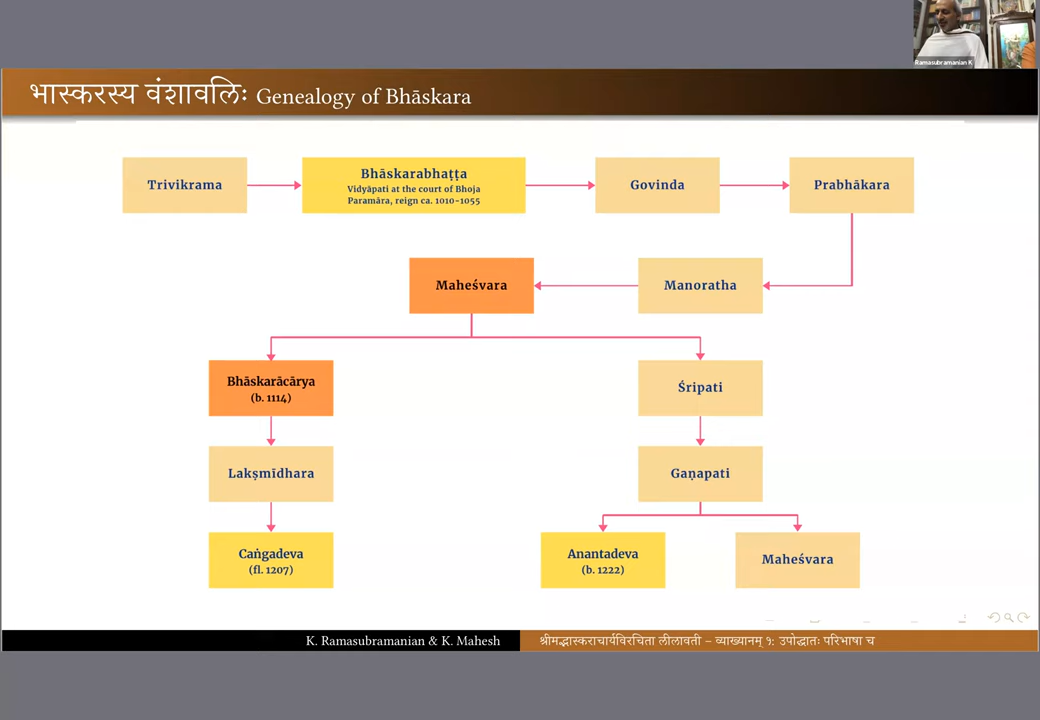 Ramasubramanian K
भास्करस्य वंशावलिः Genealogy of Bhāskara
Trivikrama
Bhāskarabhaṭṭa
Vidyāpati at the court of Bhoja
Paramāra, reign ca. 1010-1055
Govinda
Prabhākara
Maheśvara
Manoratha
Bhāskarācārya
(b. 1114)
Śripati
Lakṣmīdhara
Gaṇapati
Caṅgadeva
(fl. 1207)
Anantadeva
(b. 1222)
Maheśvara
K. Ramasubramanian & K. Mahesh
श्रीमद्भास्कराचार्यविरचिता लीलावती – व्याख्यानम् १: उपोद्घातः परिभाषा च